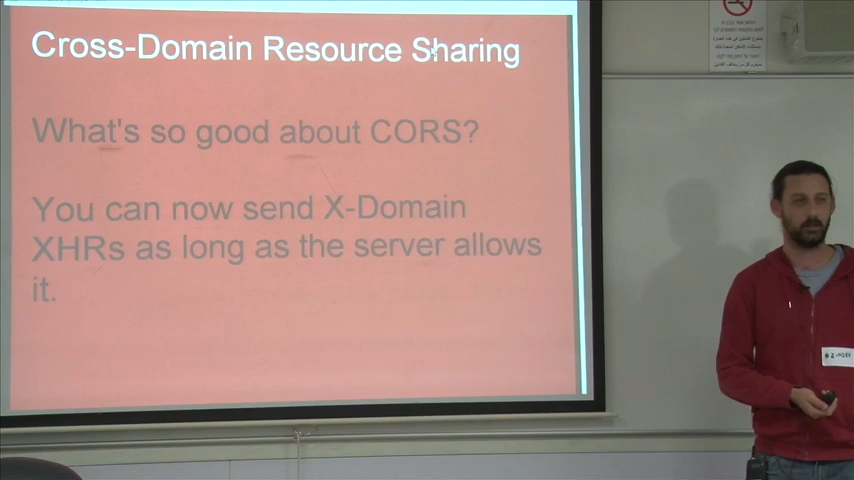 Cross-Domain Resource Sharing
What's so good about CORS?
You can now send X-Domain
XHRs as long as the server allows
it.